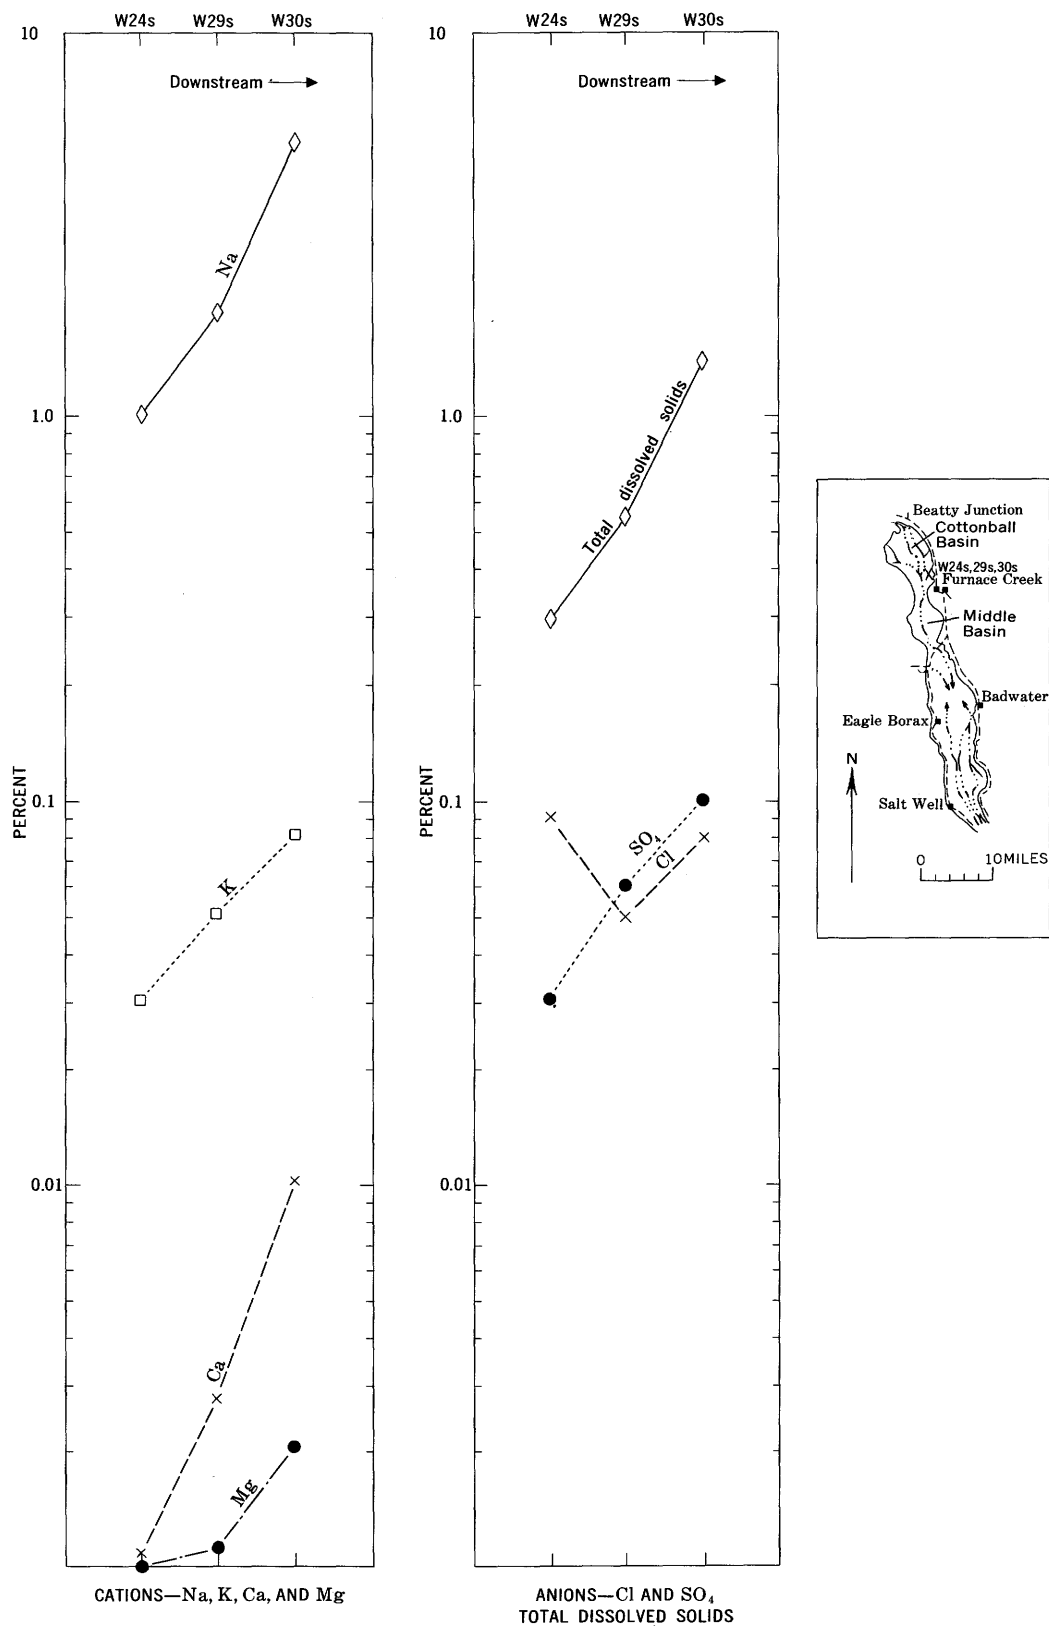 W24s W29s W30s
10
Downstream
Na
1.0
PERCENT
0.1
K
0.01
Ca
Mg
CATIONS—Na, K, Ca, AND Mg
W24s W29s W30s
10
Downstream
Total dissolved solids
1.0
PERCENT
0.1
SO₄
Cl
0.01
ANIONS—Cl AND SO₄
TOTAL DISSOLVED SOLIDS
Beatty Junction
Cottonball
Basin
W24s,29s,30s
Furnace Creek
Middle
Basin
Badwater
Eagle Borax
N
Salt Well
0 10 MILES